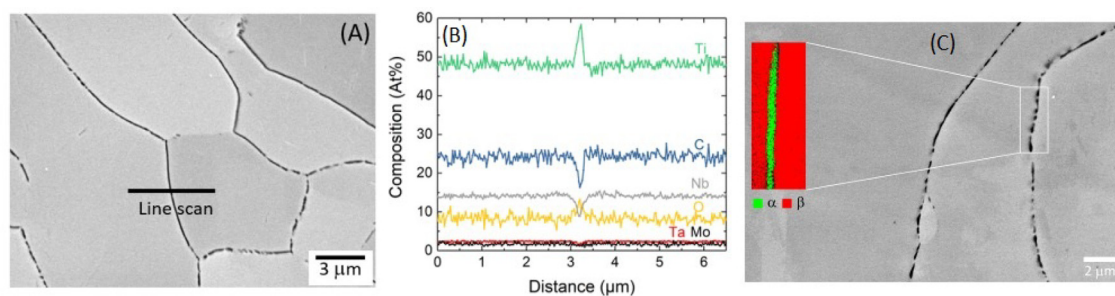 (A)
Line scan
3 μm
(B)
Composition (At%)
60
50
40
30
20
10
0
Ti
C
Nb
O
Ta Mo
0 1 2 3 4 5 6
Distance (μm)
(C)
α β
2 μm